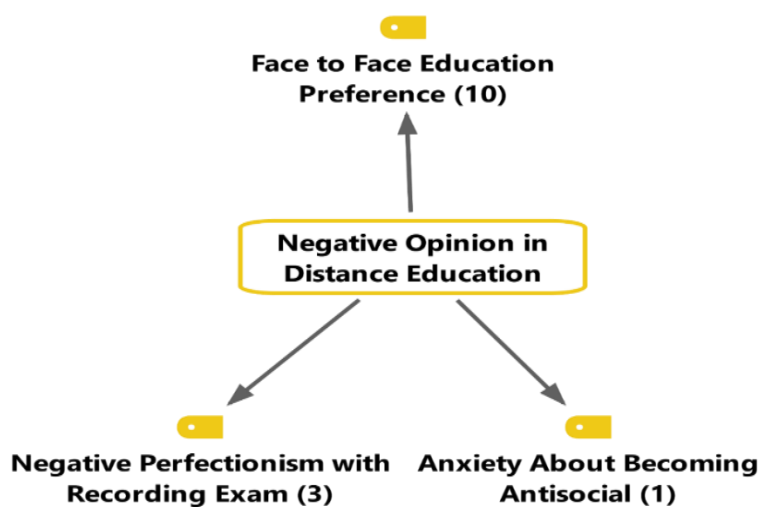 Face to Face Education
Preference (10)
Negative Opinion in
Distance Education
Negative Perfectionism with
Recording Exam (3)
Anxiety About Becoming
Antisocial (1)